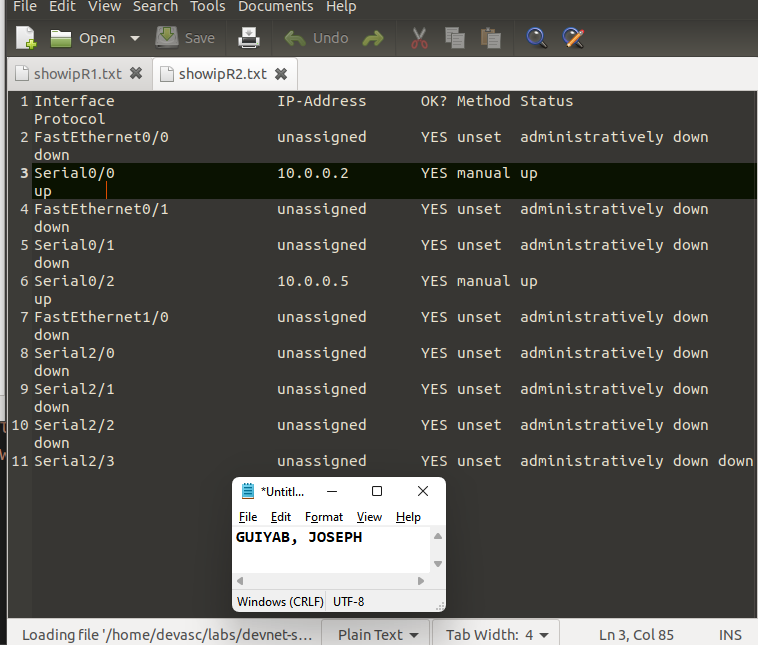 File Edit View Search Tools Documents Help
Open Save Undo
showipR1.txt showipR2.txt
1 Interface IP-Address OK? Method Status
Protocol
2 FastEthernet0/0 unassigned YES unset administratively down
down
3 Serial0/0 10.0.0.2 YES manual up
up
4 FastEthernet0/1 unassigned YES unset administratively down
down
5 Serial0/1 unassigned YES unset administratively down
down
6 Serial0/2 10.0.0.5 YES manual up
up
7 FastEthernet1/0 unassigned YES unset administratively down
down
8 Serial2/0 unassigned YES unset administratively down
down
9 Serial2/1 unassigned YES unset administratively down
down
10 Serial2/2 unassigned YES unset administratively down
down
11 Serial2/3 unassigned YES unset administratively down down
*Untitl...
File Edit Format View Help
GUIYAB, JOSEPH
Windows (CRLF) UTF-8
Loading file '/home/devasc/labs/devnet-s... Plain Text Tab Width: 4 Ln 3, Col 85 INS